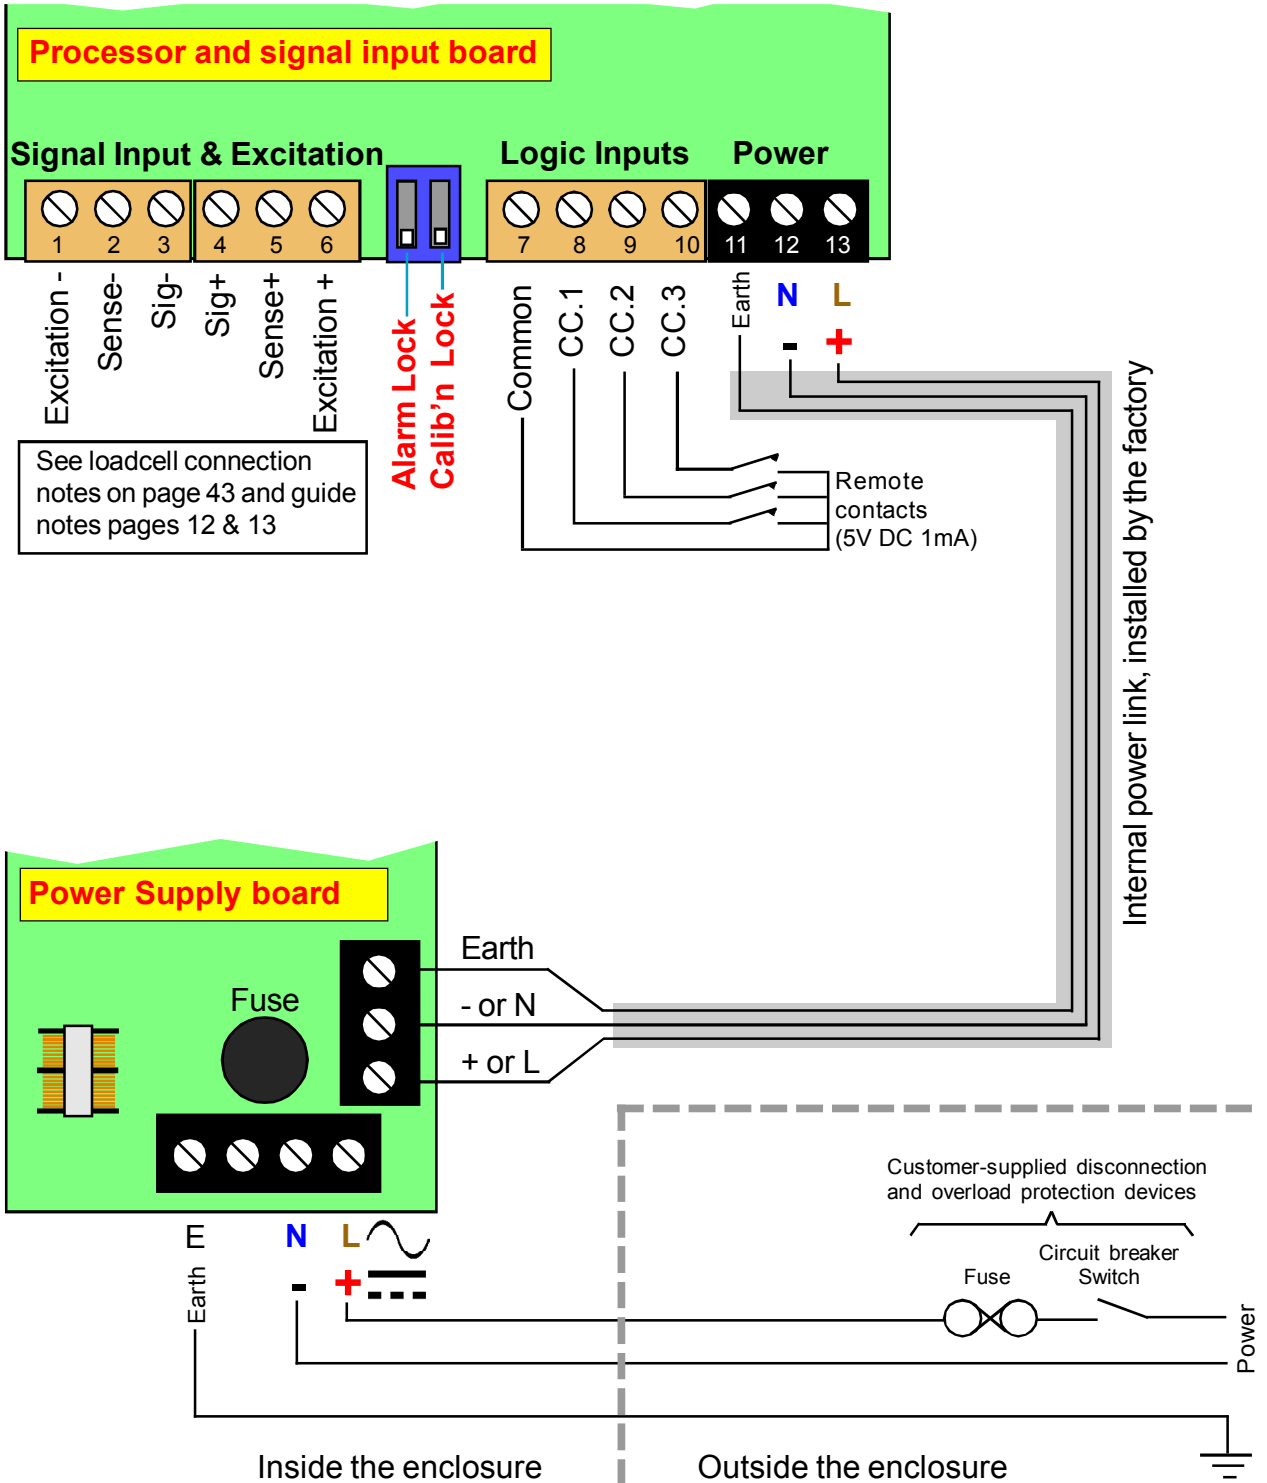 Processor and signal input board
Signal Input & Excitation
Logic Inputs
Power
1 2 3 4 5 6
7 8 9 10 11 12 13
Excitation -
Sense-
Sig-
Sig+
Sense+
Excitation +
Alarm Lock
Calib’n Lock
Common
CC.1
CC.2
CC.3
Earth
N
L
-
+
See loadcell connection
notes on page 43 and guide
notes pages 12 & 13
Remote
contacts
(5V DC 1mA)
Internal power link, installed by the factory
Power Supply board
Fuse
Earth
- or N
+ or L
E
N
L
Earth
-
+
Customer-supplied disconnection
and overload protection devices
Fuse
Circuit breaker
Switch
Power
Inside the enclosure
Outside the enclosure